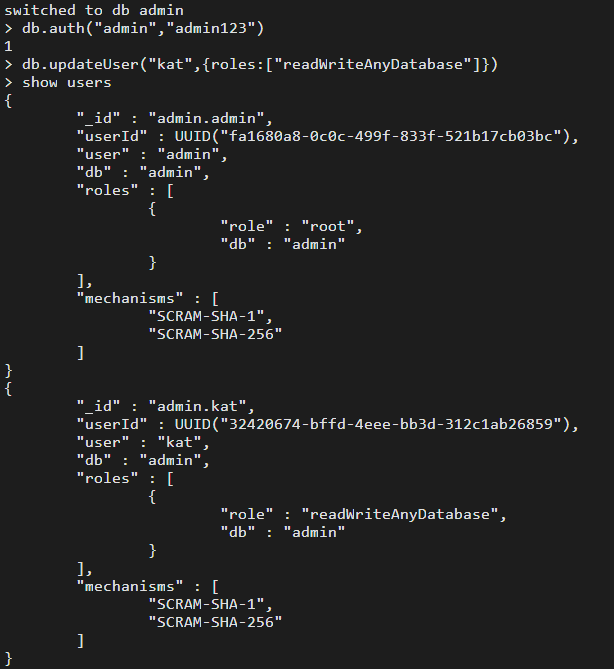 switched to db admin
> db.auth("admin","admin123")
1
> db.updateUser("kat",{roles:["readWriteAnyDatabase"]})
> show users
{
        "_id" : "admin.admin",
        "userId" : UUID("fa1680a8-0c0c-499f-833f-521b17cb03bc"),
        "user" : "admin",
        "db" : "admin",
        "roles" : [
                {
                        "role" : "root",
                        "db" : "admin"
                }
        ],
        "mechanisms" : [
                "SCRAM-SHA-1",
                "SCRAM-SHA-256"
        ]
}
{
        "_id" : "admin.kat",
        "userId" : UUID("32420674-bffd-4eee-bb3d-312c1ab26859"),
        "user" : "kat",
        "db" : "admin",
        "roles" : [
                {
                        "role" : "readWriteAnyDatabase",
                        "db" : "admin"
                }
        ],
        "mechanisms" : [
                "SCRAM-SHA-1",
                "SCRAM-SHA-256"
        ]
}